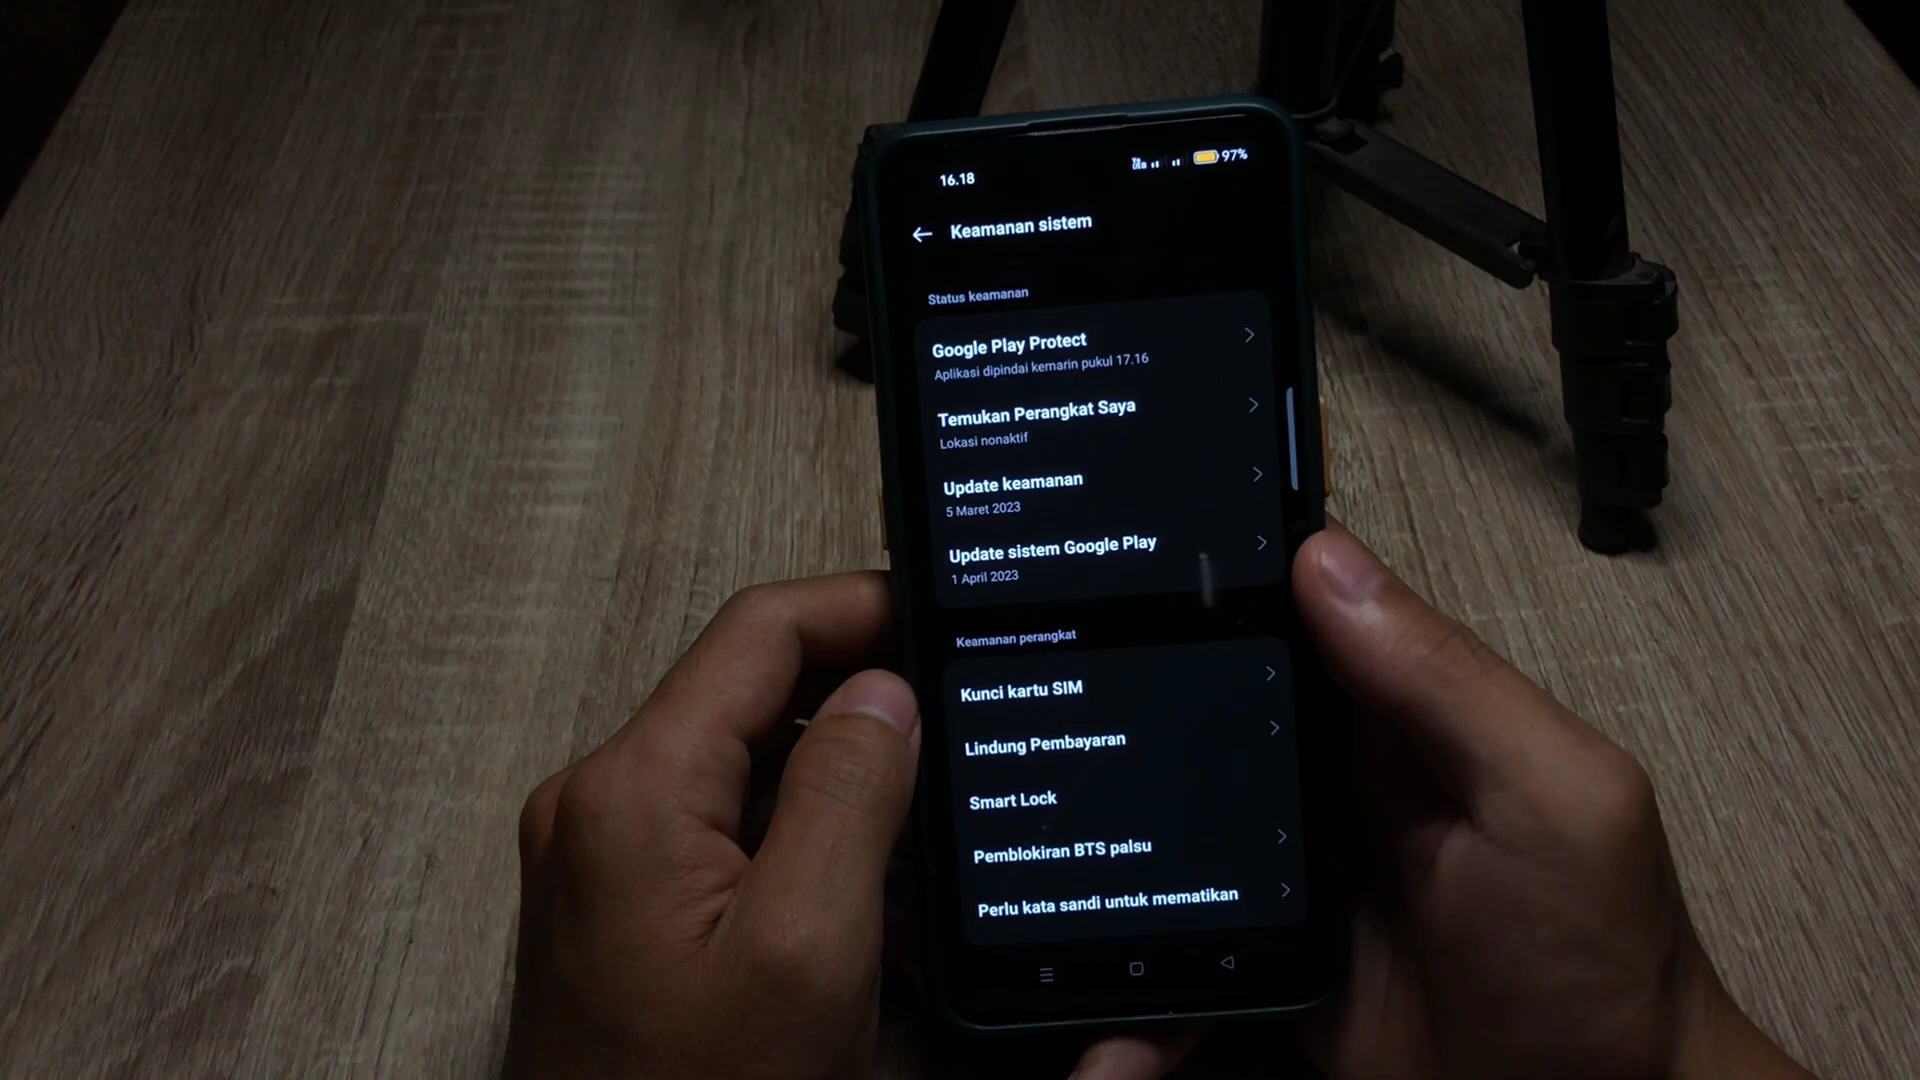 16.18
97%
Keamanan sistem
Status keamanan
Google Play Protect
Aplikasi dipindai kemarin pukul 17.16
Temukan Perangkat Saya
Lokasi nonaktif
Update keamanan
5 Maret 2023
Update sistem Google Play
1 April 2023
Keamanan perangkat
Kunci kartu SIM
Lindung Pembayaran
Smart Lock
Pemblokiran BTS palsu
Perlu kata sandi untuk mematikan